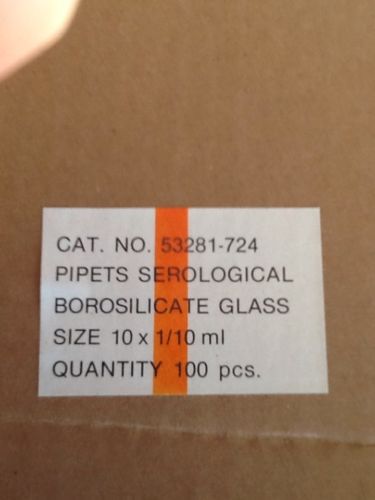 CAT. NO. 53281-724
PIPETS SEROLOGICAL
BOROSILICATE GLASS
SIZE 10 x 1/10 ml
QUANTITY 100 pcs.